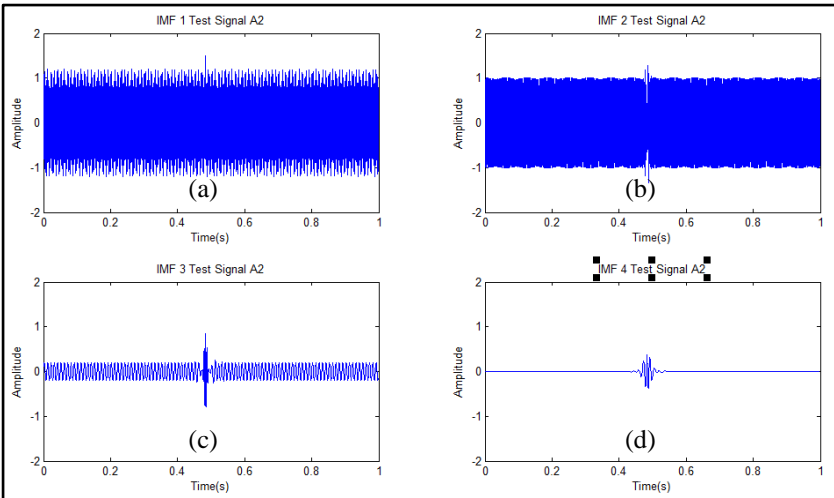 IMF 1 Test Signal A2
2
1
0
-1
-2
Amplitude
(a)
0 0.2 0.4 0.6 0.8 1
Time(s)
IMF 2 Test Signal A2
2
1
0
-1
-2
Amplitude
(b)
0 0.2 0.4 0.6 0.8 1
Time(s)
IMF 3 Test Signal A2
2
1
0
-1
-2
Amplitude
(c)
0 0.2 0.4 0.6 0.8 1
Time(s)
IMF 4 Test Signal A2
2
1
0
-1
-2
Amplitude
(d)
0 0.2 0.4 0.6 0.8 1
Time(s)